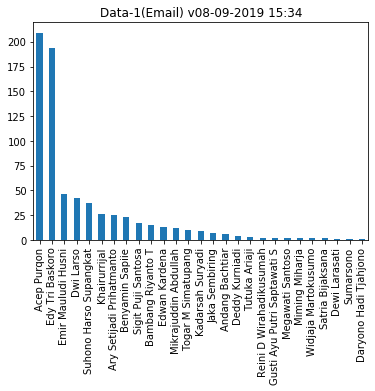 Data-1(Email) v08-09-2019 15:34
200
175
150
125
100
75
50
25
0
Acep Purqon
Edy Tri Baskoro
Emir Mauludi Husni
Dwi Larso
Suhono Harso Supangkat
Khairurrijal
Ary Setijadi Prihatmanto
Benyamin Sapiie
Sigit Puji Santosa
Bambang Riyanto T
Edwan Kardena
Mikrajuddin Abdullah
Togar M Simatupang
Kadarsah Suryadi
Jaka Sembiring
Andang Bachtiar
Deddy Kurniadi
Tutuka Ariaji
Reini D Wirahadikusumah
Gusti Ayu Putri Saptawati S
Megawati Santoso
Miming Miharja
Widjaja Martokusumo
Satria Bijaksana
Dewi Larasati
Sumarsono
Daryono Hadi Tjahjono